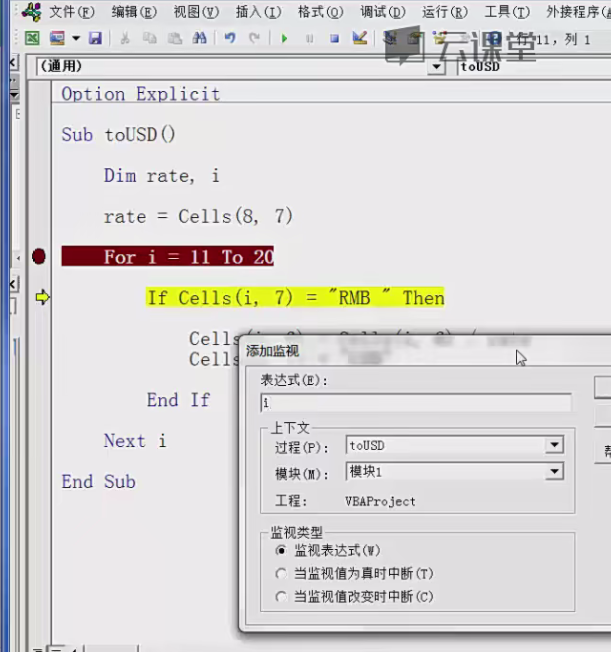 文件(F) 编辑(E) 视图(V) 插入(I) 格式(O) 调试(D) 运行(R) 工具(T) 外接程序(
云课堂
11, 列 1
(通用) toUSD
Option Explicit
Sub toUSD()
Dim rate, i
rate = Cells(8, 7)
For i = 11 To 20
If Cells(i, 7) = "RMB " Then
Cells
Cells
End If
Next i
End Sub
添加监视
表达式(E):
i
上下文
过程(P): toUSD
模块(M): 模块1
工程: VBAProject
监视类型
监视表达式(W)
当监视值为真时中断(T)
当监视值改变时中断(C)
帮